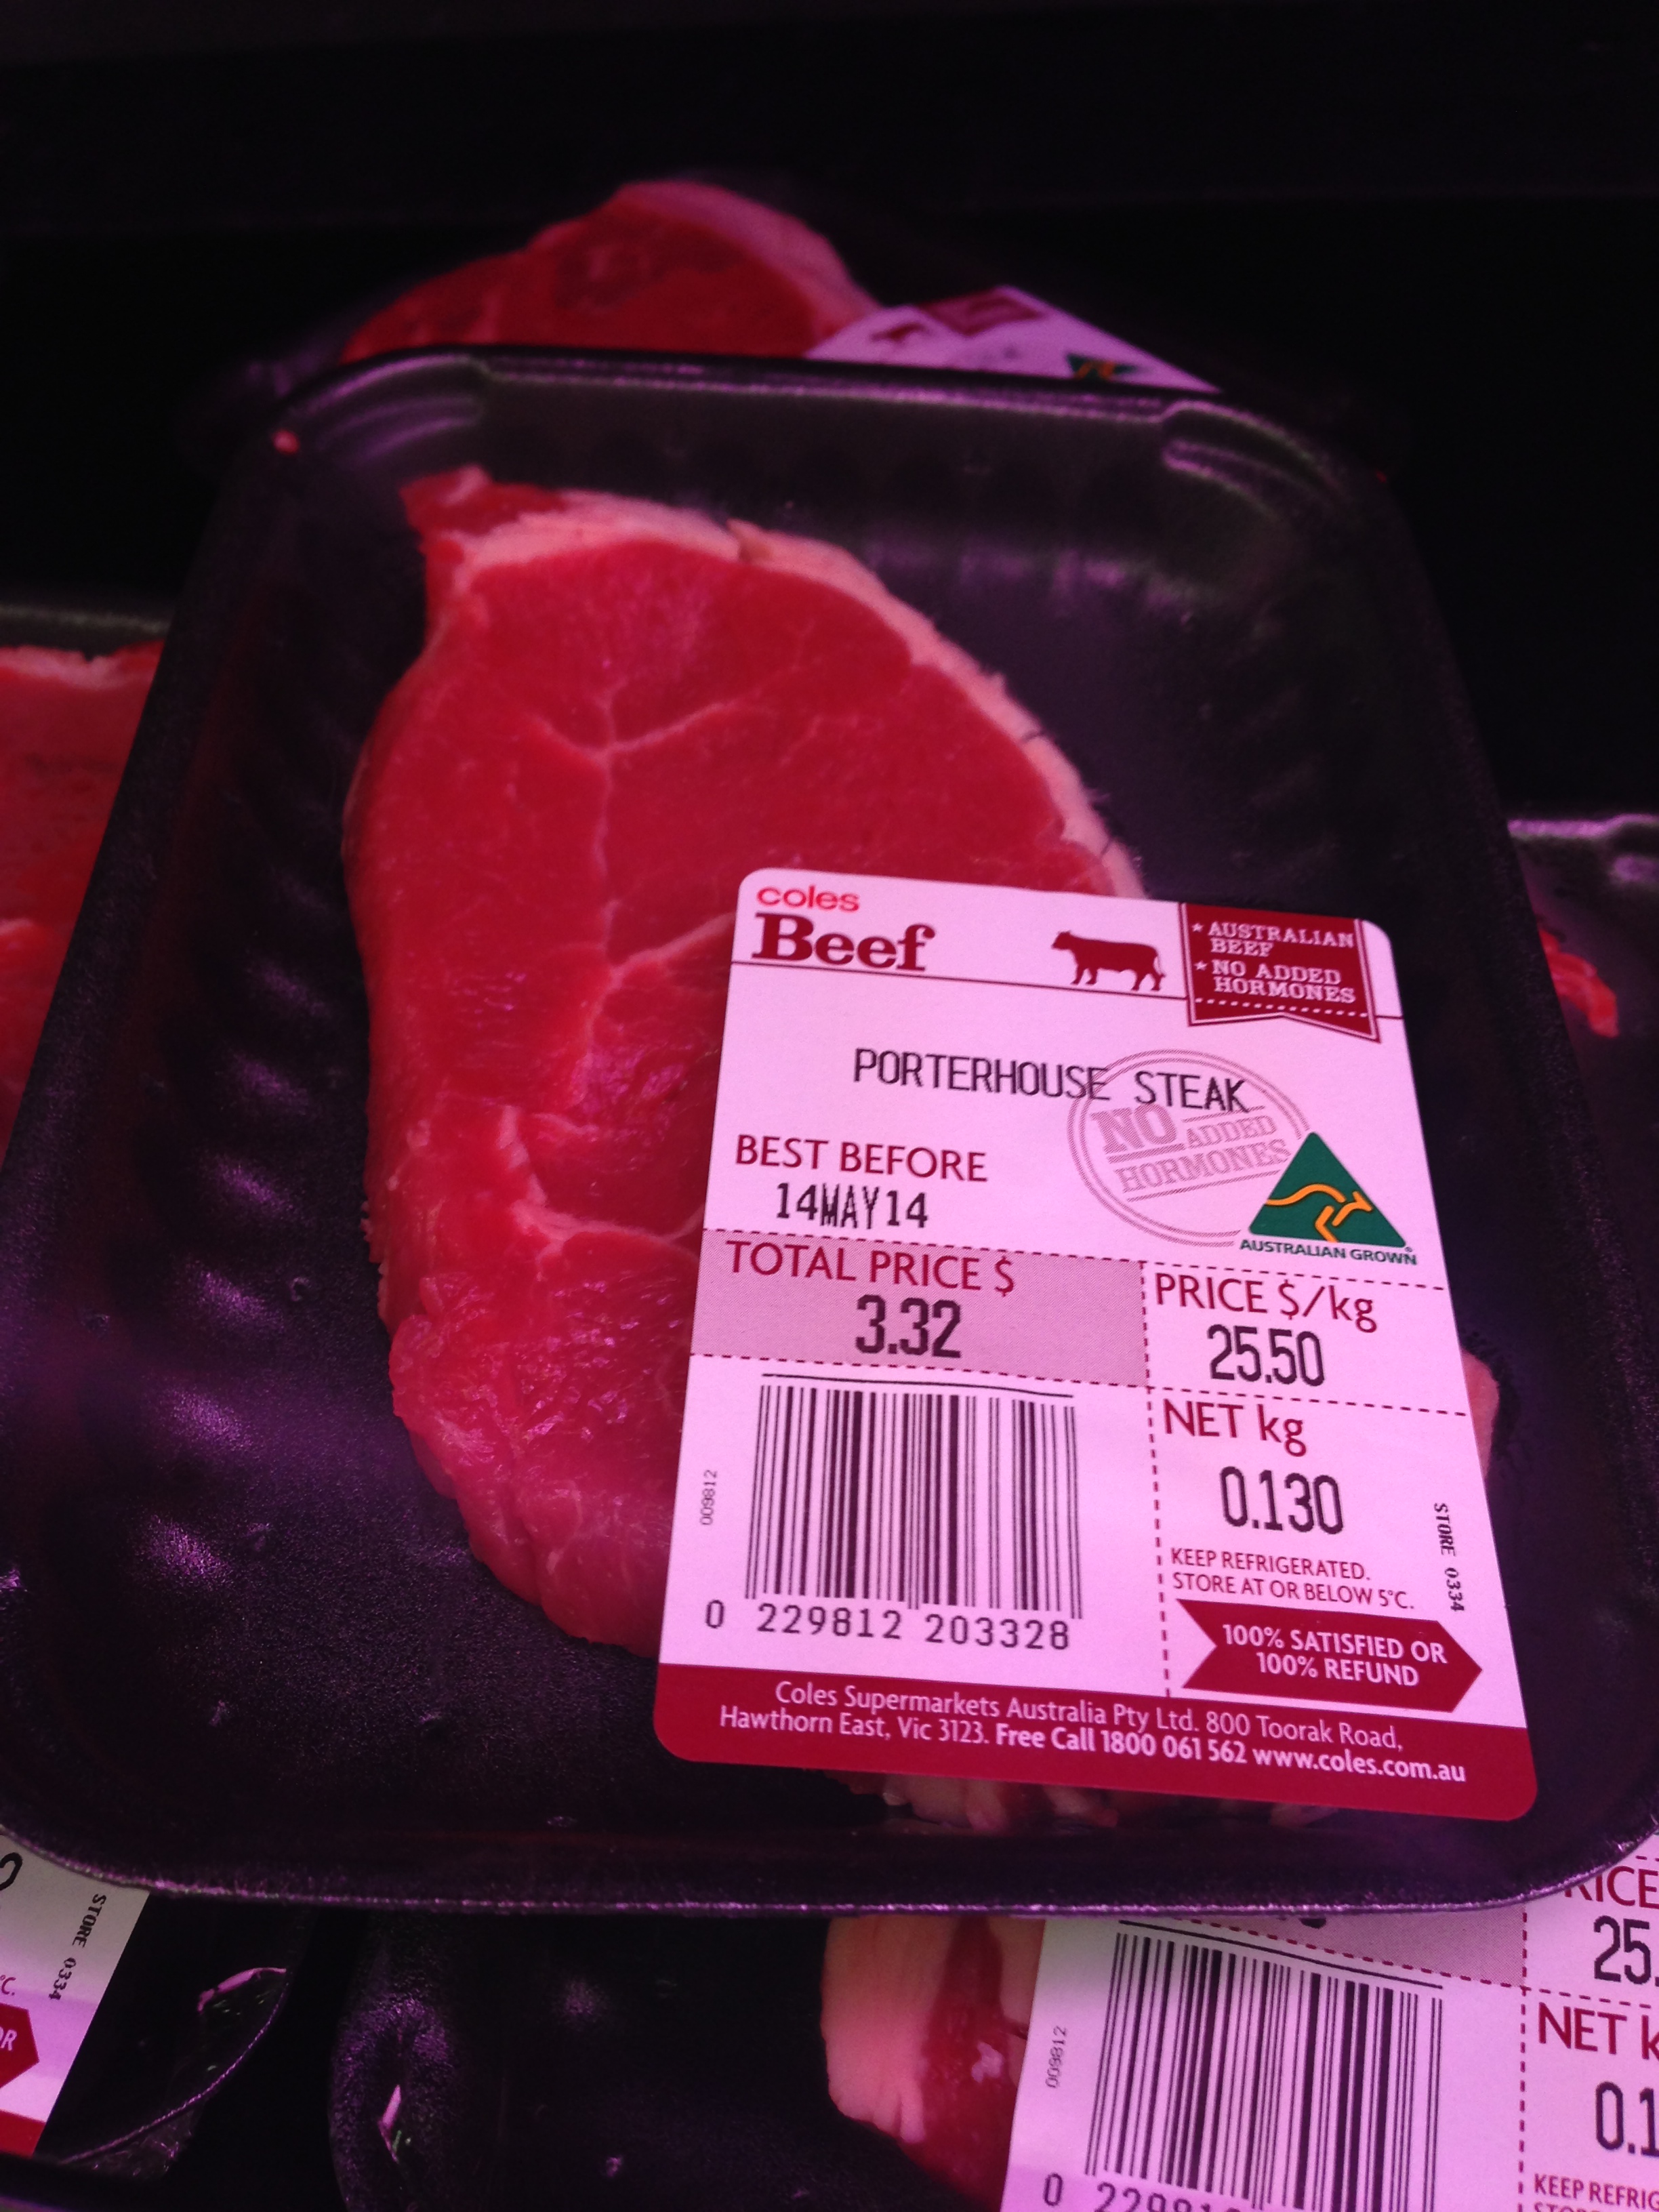 coles
Beef
★ AUSTRALIAN
BEEF
★ NO ADDED
HORMONES
PORTERHOUSE STEAK
NO ADDED
HORMONES
BEST BEFORE
14MAY14
AUSTRALIAN GROWN
TOTAL PRICE $
3.32
PRICE $/kg
25.50
NET kg
0.130
009812
0 229812 203328
KEEP REFRIGERATED.
STORE AT OR BELOW 5°C.
STORE 0334
100% SATISFIED OR
100% REFUND
Coles Supermarkets Australia Pty Ltd. 800 Toorak Road,
Hawthorn East, Vic 3123. Free Call 1800 061 562 www.coles.com.au
STORE 0334
°C.
OR
RICE
25.
NET k
0.1
009812
0 22981
KEEP REFRIG